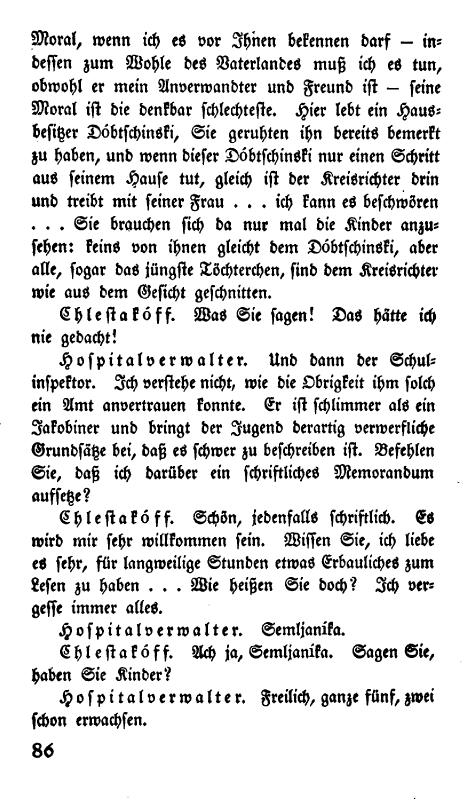 Moral, wenn ich es vor Ihnen bekennen darf — in-
dessen zum Wohle des Vaterlandes muß ich es tun,
obwohl er mein Anverwandter und Freund ist — seine
Moral ist die denkbar schlechteste. Hier lebt ein Haus-
besitzer Dóbtschinski, Sie geruhten ihn bereits bemerkt
zu haben, und wenn dieser Dóbtschinski nur einen Schritt
aus seinem Hause tut, gleich ist der Kreisrichter drin
und treibt mit seiner Frau . . . ich kann es beschwören
. . . Sie brauchen sich da nur mal die Kinder anzu-
sehen: keins von ihnen gleicht dem Dóbtschinski, aber
alle, sogar das jüngste Töchterchen, sind dem Kreisrichter
wie aus dem Gesicht geschnitten.
Chlestakóff. Was Sie sagen! Das hätte ich
nie gedacht!
Hospitalverwalter. Und dann der Schul-
inspektor. Ich verstehe nicht, wie die Obrigkeit ihm solch
ein Amt anvertrauen konnte. Er ist schlimmer als ein
Jakobiner und bringt der Jugend derartig verwerfliche
Grundsätze bei, daß es schwer zu beschreiben ist. Befehlen
Sie, daß ich darüber ein schriftliches Memorandum
aufsetze?
Chlestakóff. Schön, jedenfalls schriftlich. Es
wird mir sehr willkommen sein. Wissen Sie, ich liebe
es sehr, für langweilige Stunden etwas Erbauliches zum
Lesen zu haben . . . Wie heißen Sie doch? Ich ver-
gesse immer alles.
Hospitalverwalter. Semljanika.
Chlestakóff. Ach ja, Semljanika. Sagen Sie,
haben Sie Kinder?
Hospitalverwalter. Freilich, ganze fünf, zwei
schon erwachsen.
86